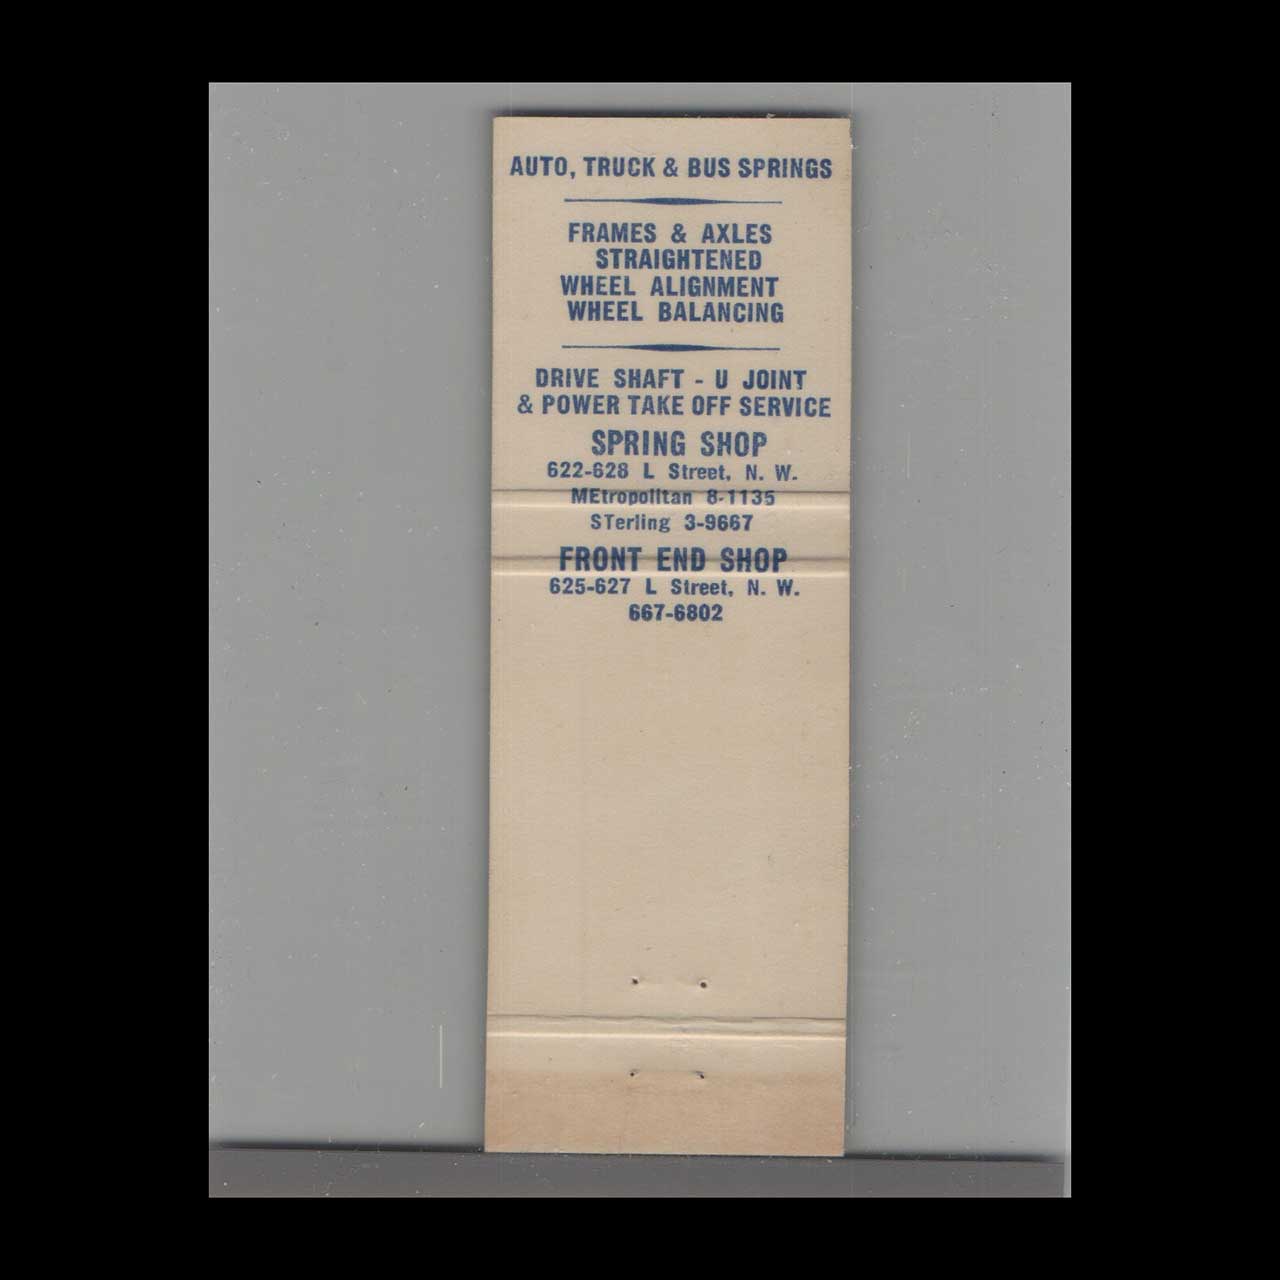 AUTO, TRUCK & BUS SPRINGS
FRAMES & AXLES
STRAIGHTENED
WHEEL ALIGNMENT
WHEEL BALANCING
DRIVE SHAFT - U JOINT
& POWER TAKE OFF SERVICE
SPRING SHOP
622-628 L Street, N. W.
METropolitan 8-1135
STerling 3-9667
FRONT END SHOP
625-627 L Street, N. W.
667-6802